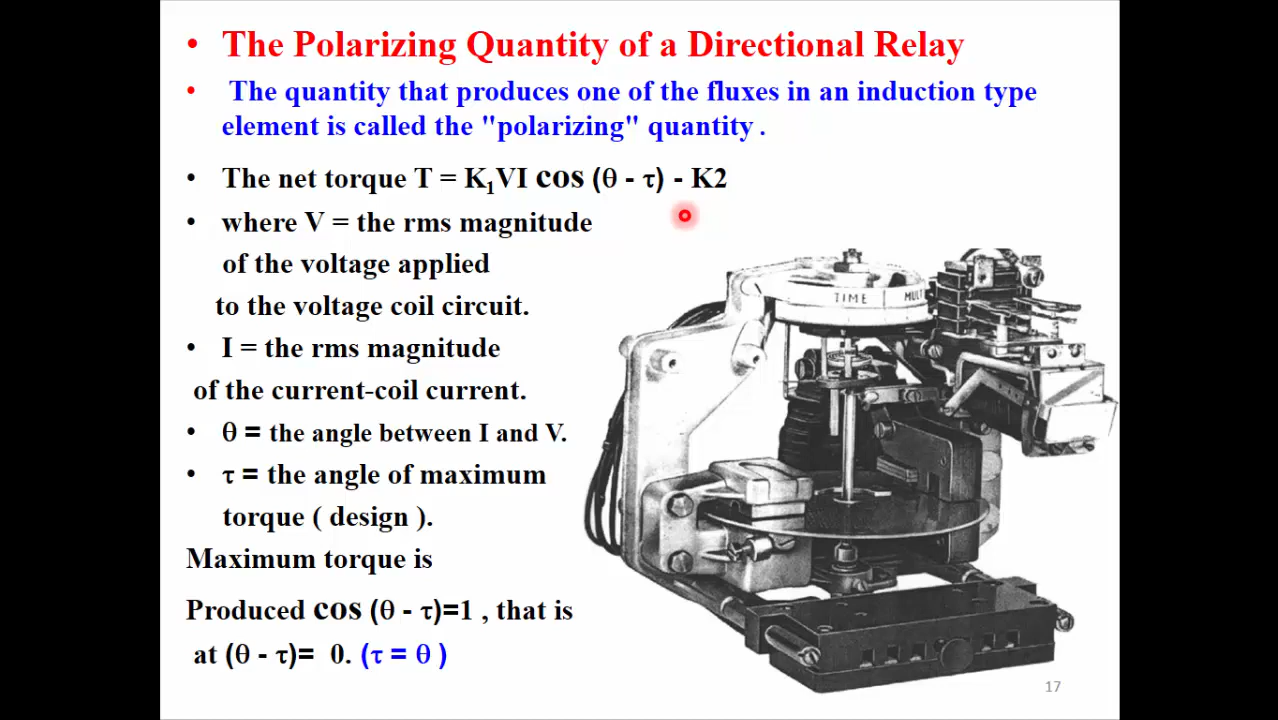 • The Polarizing Quantity of a Directional Relay
• The quantity that produces one of the fluxes in an induction type
element is called the "polarizing" quantity .
• The net torque T = K₁VI cos (θ - τ) - K2
• where V = the rms magnitude
of the voltage applied
to the voltage coil circuit.
• I = the rms magnitude
of the current-coil current.
• θ = the angle between I and V.
• τ = the angle of maximum
torque ( design ).
Maximum torque is
Produced cos (θ - τ)=1 , that is
at (θ - τ)= 0. (τ = θ )
TIME MULT
17